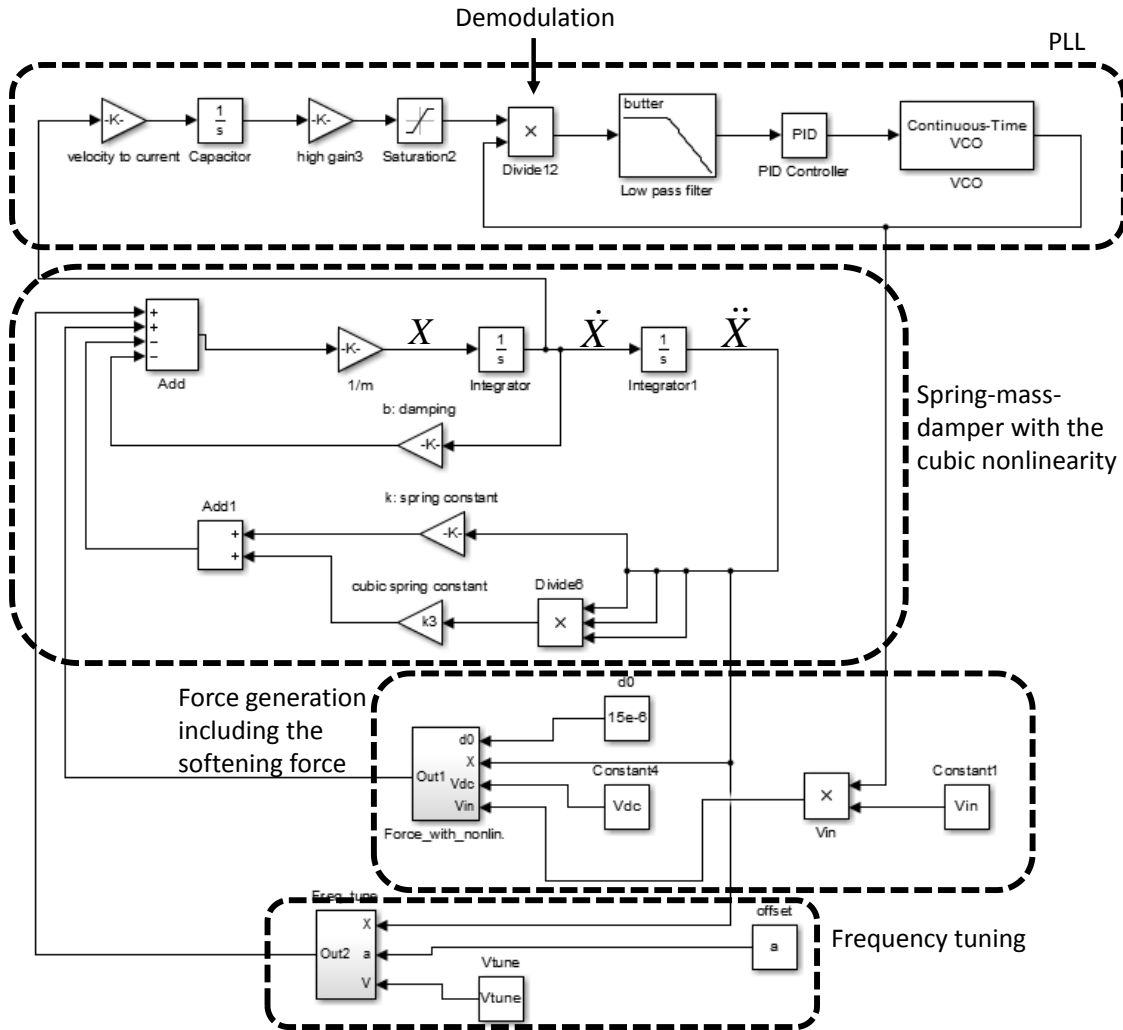 Demodulation
PLL
-K-
velocity to current
1
s
Capacitor
-K-
high gain3
Saturation2
×
Divide12
butter
Low pass filter
PID
PID Controller
Continuous-Time
VCO
VCO
+
+
−
−
Add
-K-
1/m
X
1
s
Integrator
Ẋ
1
s
Integrator1
Ẍ
b: damping
-K-
Spring-mass-
damper with the
cubic nonlinearity
k: spring constant
-K-
Add1
+
+
cubic spring constant
k3
Divide6
×
Force generation
including the
softening force
d0
15e-6
d0
X
Vdc
Vin
Out1
Force_with_nonlin.
Constant4
Vdc
×
Vin
Constant1
Vin
Freq_tune
X
a
V
Out2
offset
a
Vtune
Vtune
Frequency tuning